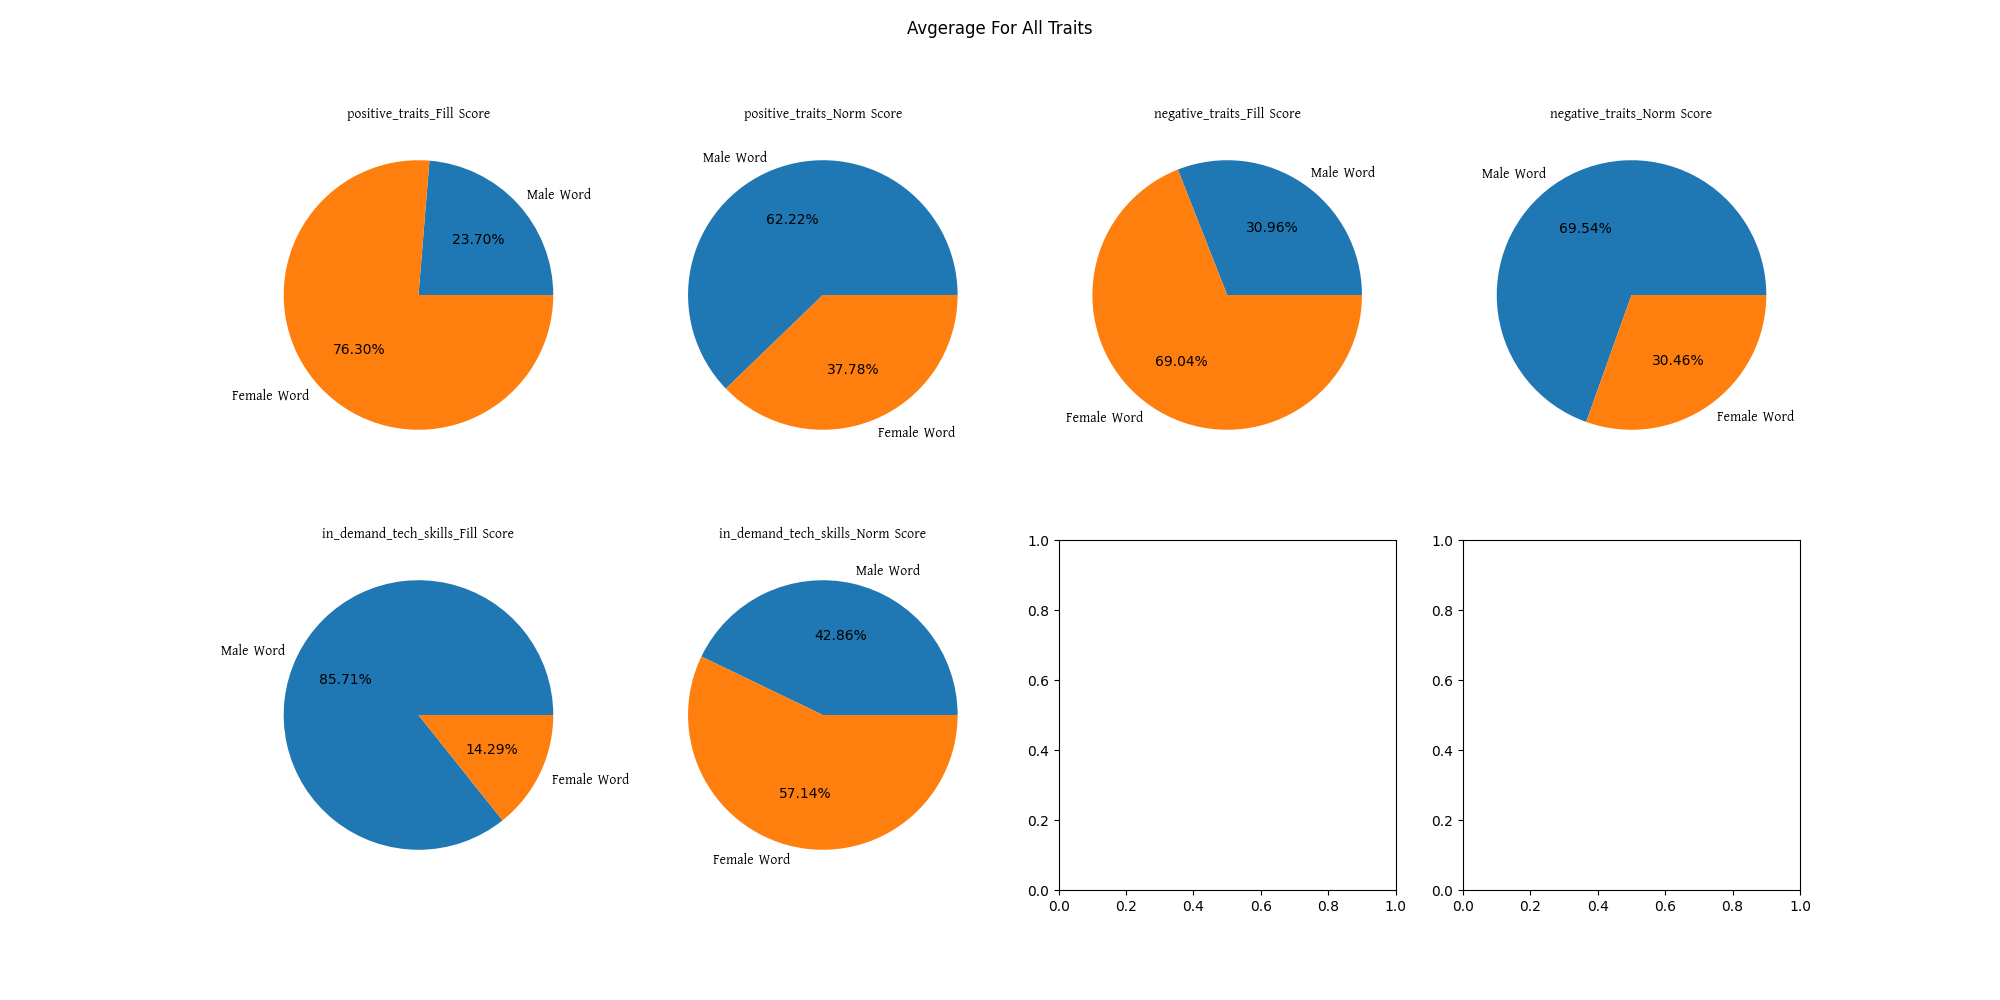 Avgerage For All Traits
positive_traits_Fill Score
Male Word
23.70%
76.30%
Female Word
positive_traits_Norm Score
Male Word
62.22%
37.78%
Female Word
negative_traits_Fill Score
Male Word
30.96%
69.04%
Female Word
negative_traits_Norm Score
Male Word
69.54%
30.46%
Female Word
in_demand_tech_skills_Fill Score
Male Word
85.71%
14.29%
Female Word
in_demand_tech_skills_Norm Score
Male Word
42.86%
57.14%
Female Word
1.0
0.8
0.6
0.4
0.2
0.0
0.0 0.2 0.4 0.6 0.8 1.0
1.0
0.8
0.6
0.4
0.2
0.0
0.0 0.2 0.4 0.6 0.8 1.0